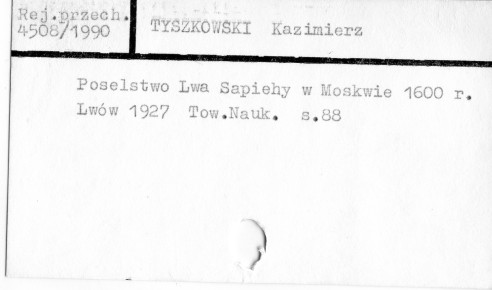 Rej.przech.
4508/1990
TYSZKOWSKI Kazimierz
Poselstwo Lwa Sapiehy w Moskwie 1600 r.
Lwów 1927 Tow.Nauk. s.88